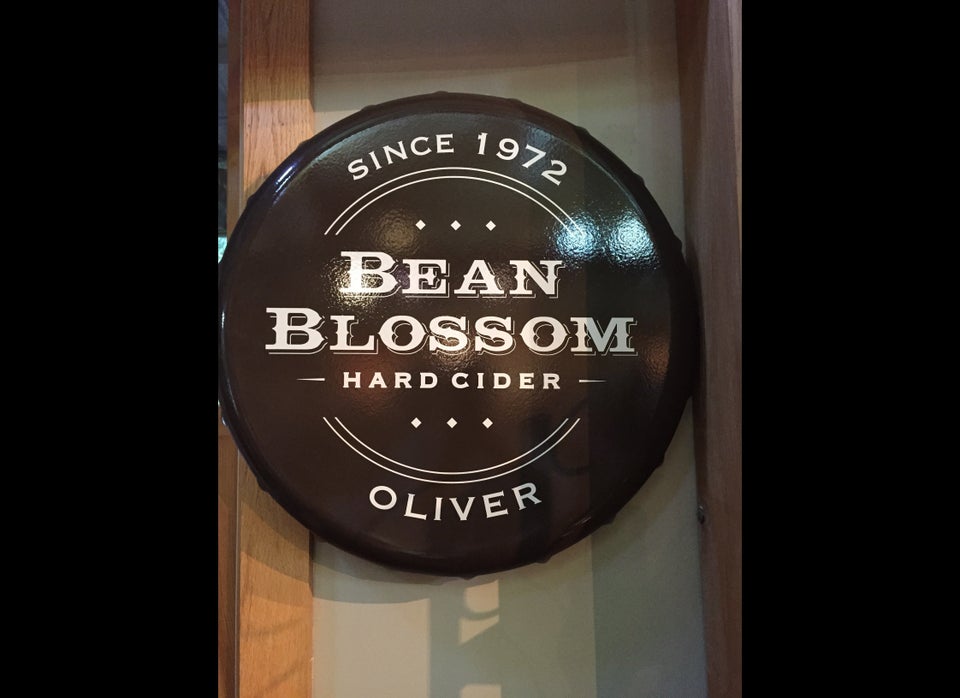 SINCE 1972
BEAN
BLOSSOM
HARD CIDER
OLIVER